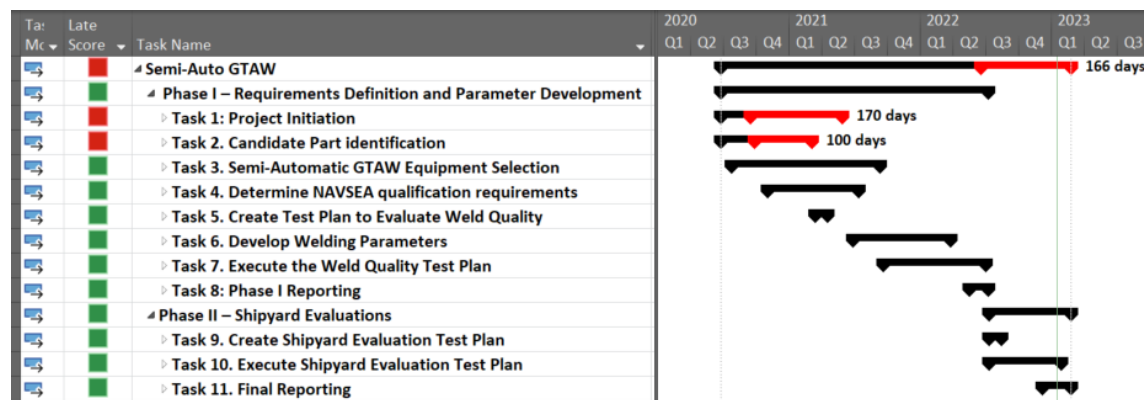 Ta: Late 2020 2021 2022 2023
Mc Score Task Name Q1 Q2 Q3 Q4 Q1 Q2 Q3 Q4 Q1 Q2 Q3 Q4 Q1 Q2 Q3
Semi-Auto GTAW 166 days
Phase I – Requirements Definition and Parameter Development
Task 1: Project Initiation 170 days
Task 2. Candidate Part identification 100 days
Task 3. Semi-Automatic GTAW Equipment Selection
Task 4. Determine NAVSEA qualification requirements
Task 5. Create Test Plan to Evaluate Weld Quality
Task 6. Develop Welding Parameters
Task 7. Execute the Weld Quality Test Plan
Task 8: Phase I Reporting
Phase II – Shipyard Evaluations
Task 9. Create Shipyard Evaluation Test Plan
Task 10. Execute Shipyard Evaluation Test Plan
Task 11. Final Reporting